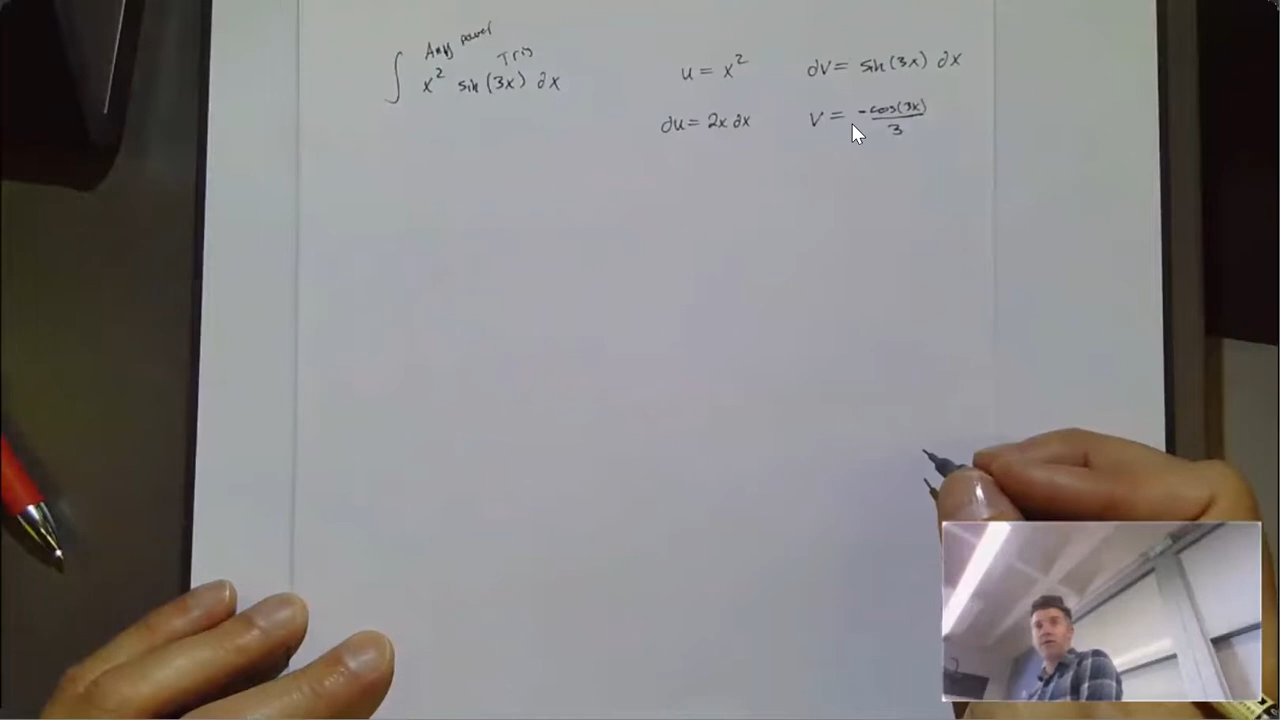 Any power
Trig
∫ x² sin(3x) dx
u = x²
dv = sin(3x) dx
du = 2x dx
v = -cos(3x)/3